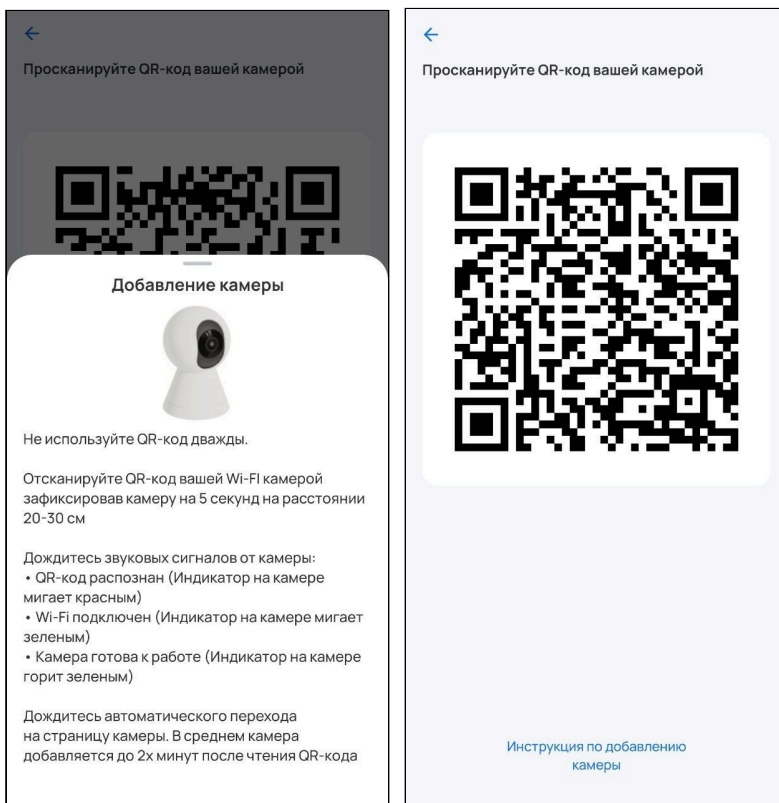 Просканируйте QR-код вашей камерой
Добавление камеры
Не используйте QR-код дважды.
Отсканируйте QR-код вашей Wi-FI камерой
зафиксировав камеру на 5 секунд на расстоянии
20-30 см
Дождитесь звуковых сигналов от камеры:
• QR-код распознан (Индикатор на камере
мигает красным)
• Wi-Fi подключен (Индикатор на камере мигает
зеленым)
• Камера готова к работе (Индикатор на камере
горит зеленым)
Дождитесь автоматического перехода
на страницу камеры. В среднем камера
добавляется до 2х минут после чтения QR-кода
Просканируйте QR-код вашей камерой
Инструкция по добавлению
камеры